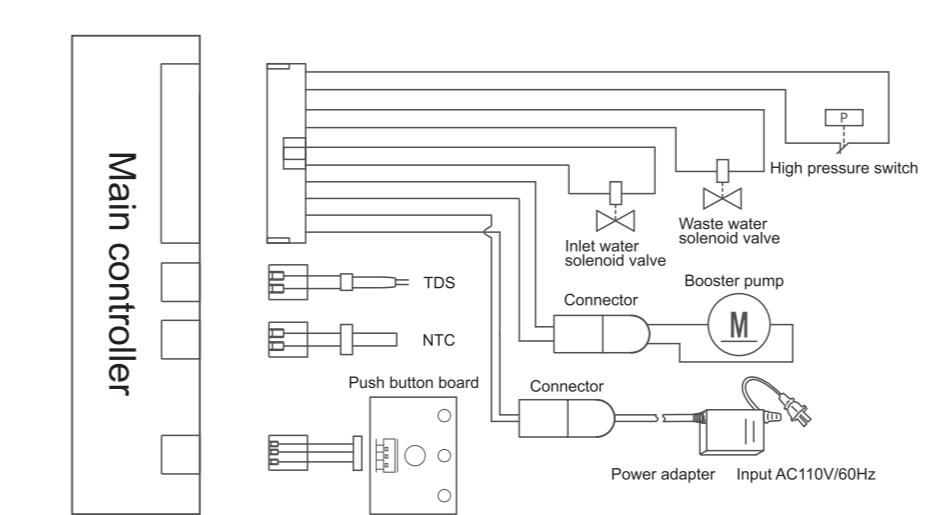 Main controller
P
High pressure switch
Waste water
solenoid valve
Inlet water
solenoid valve
TDS
Booster pump
Connector
M
NTC
Push button board
Connector
Power adapter
Input AC110V/60Hz